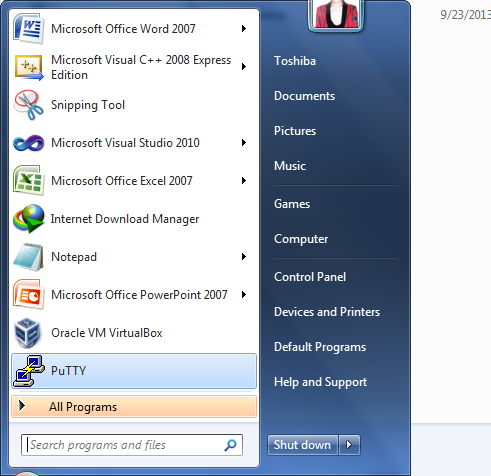 Microsoft Office Word 2007
Microsoft Visual C++ 2008 Express
Edition
Snipping Tool
Microsoft Visual Studio 2010
Microsoft Office Excel 2007
Internet Download Manager
Notepad
Microsoft Office PowerPoint 2007
Oracle VM VirtualBox
PuTTY
All Programs
Search programs and files
Toshiba
Documents
Pictures
Music
Games
Computer
Control Panel
Devices and Printers
Default Programs
Help and Support
Shut down
9/23/2013